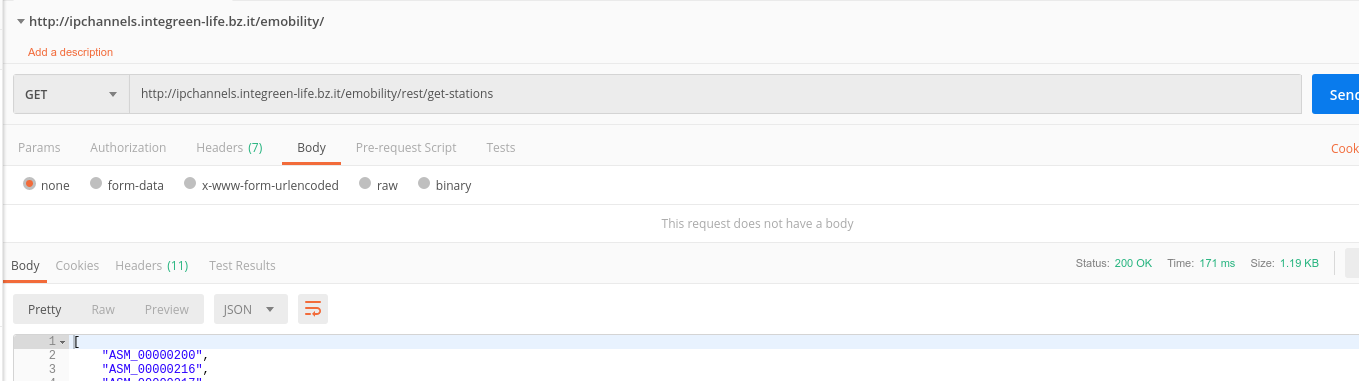 http://ipchannels.integreen-life.bz.it/emobility/
Add a description
GET http://ipchannels.integreen-life.bz.it/emobility/rest/get-stations Send
Params Authorization Headers (7) Body Pre-request Script Tests Cook
none form-data x-www-form-urlencoded raw binary
This request does not have a body
Body Cookies Headers (11) Test Results Status: 200 OK Time: 171 ms Size: 1.19 KB
Pretty Raw Preview JSON
1 [
2 "ASM_00000200",
3 "ASM_00000216",
4 "ASM_00000217"